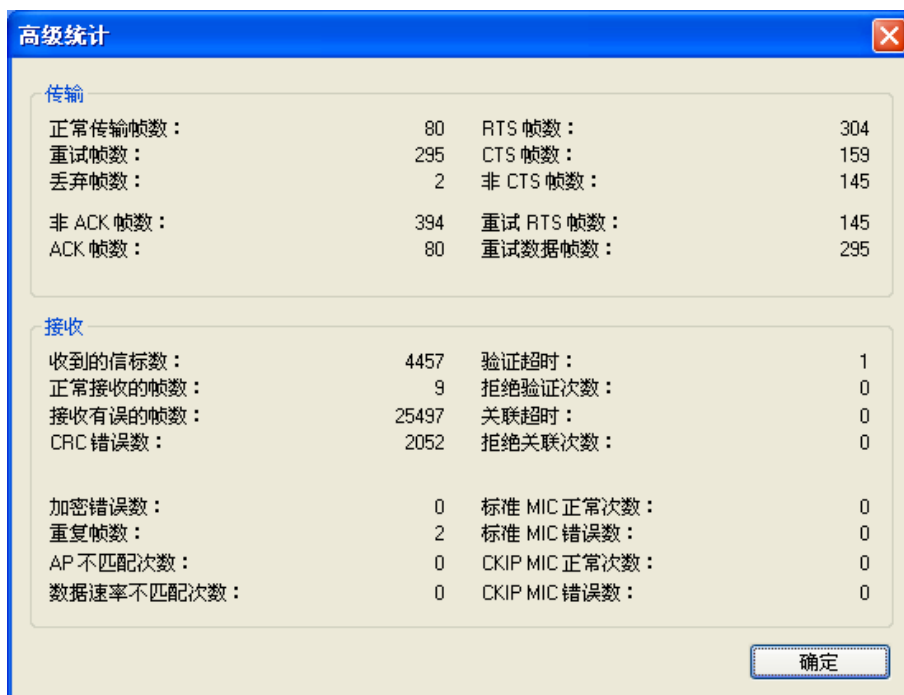 高级统计
传输
正常传输帧数： 80 RTS 帧数： 304
重试帧数： 295 CTS 帧数： 159
丢弃帧数： 2 非 CTS 帧数： 145
非 ACK 帧数： 394 重试 RTS 帧数： 145
ACK 帧数： 80 重试数据帧数： 295
接收
收到的信标数： 4457 验证超时： 1
正常接收的帧数： 9 拒绝验证次数： 0
接收有误的帧数： 25497 关联超时： 0
CRC 错误数： 2052 拒绝关联次数： 0
加密错误数： 0 标准 MIC 正常次数： 0
重复帧数： 2 标准 MIC 错误数： 0
AP 不匹配次数： 0 CKIP MIC 正常次数： 0
数据速率不匹配次数： 0 CKIP MIC 错误数： 0
确定